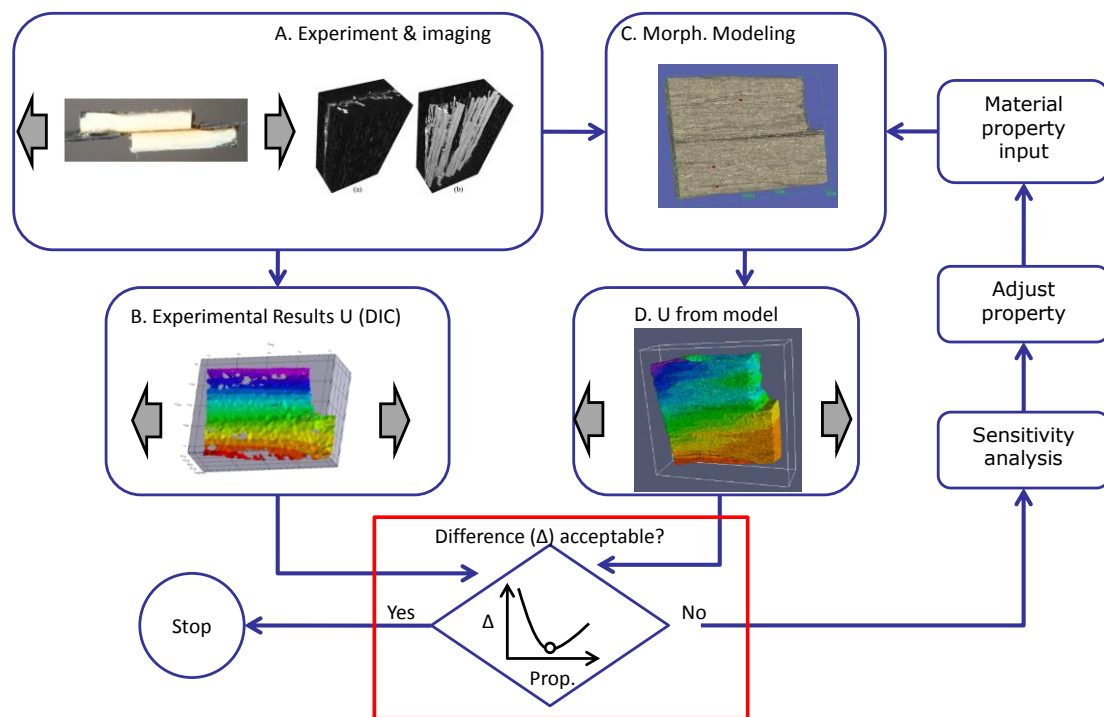 A. Experiment & imaging
(a)
(b)
C. Morph. Modeling
Material
property
input
B. Experimental Results U (DIC)
D. U from model
Adjust
property
Sensitivity
analysis
Difference (Δ) acceptable?
Stop
Yes
Δ
Prop.
No